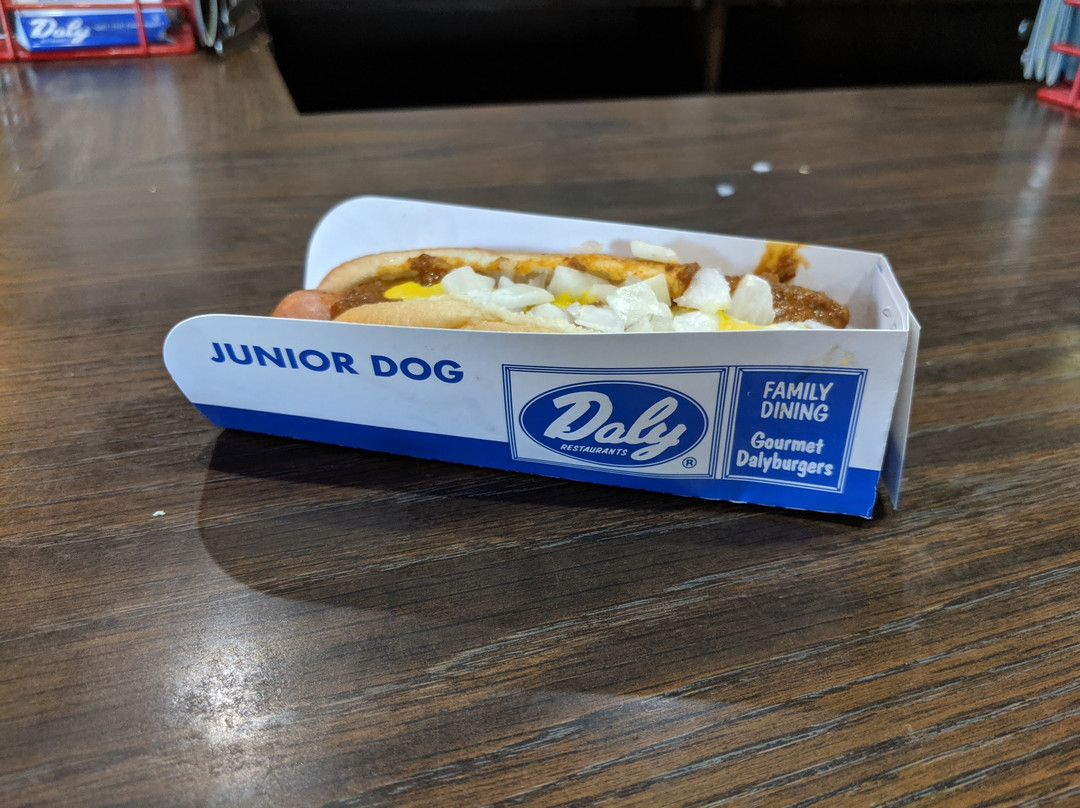 Daly
JUNIOR DOG
Daly
RESTAURANTS
®
FAMILY
DINING
Gourmet
Dalyburgers